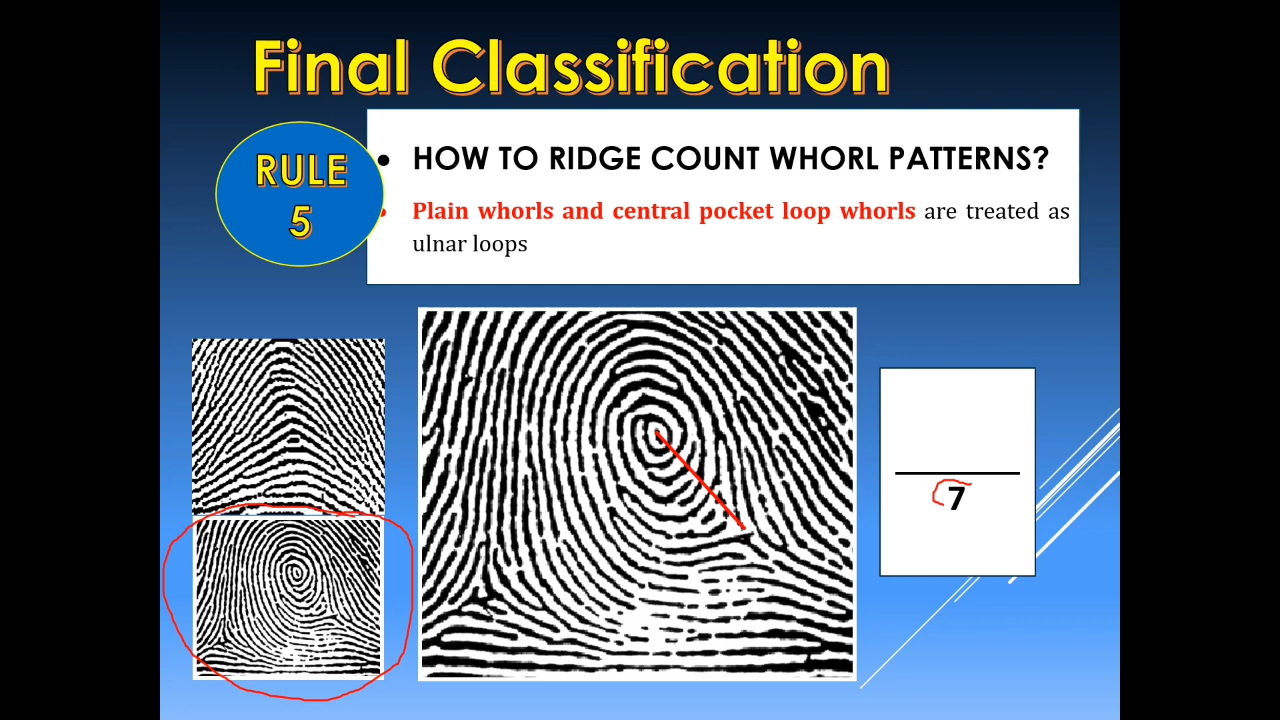 Final Classification
RULE
5
• HOW TO RIDGE COUNT WHORL PATTERNS?
• Plain whorls and central pocket loop whorls are treated as
ulnar loops
7